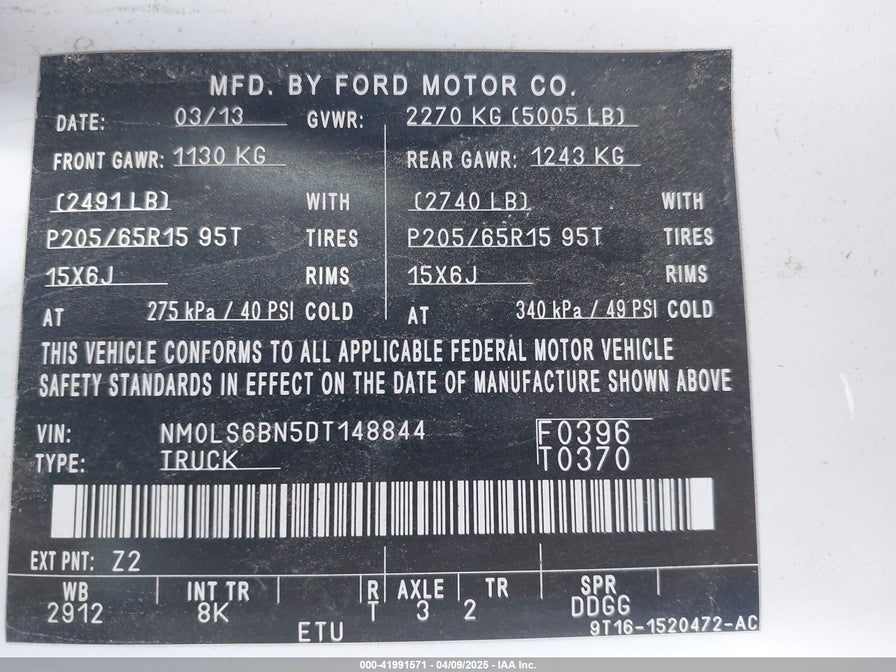 MFD. BY FORD MOTOR CO.
DATE: 03/13 GVWR: 2270 KG (5005 LB)
FRONT GAWR: 1130 KG REAR GAWR: 1243 KG
(2491 LB) WITH (2740 LB) WITH
P205/65R15 95T TIRES P205/65R15 95T TIRES
15X6J RIMS 15X6J RIMS
AT 275 kPa / 40 PSI COLD AT 340 kPa / 49 PSI COLD
THIS VEHICLE CONFORMS TO ALL APPLICABLE FEDERAL MOTOR VEHICLE
SAFETY STANDARDS IN EFFECT ON THE DATE OF MANUFACTURE SHOWN ABOVE
VIN: NM0LS6BN5DT148844 F0396
TYPE: TRUCK T0370
EXT PNT: Z2
WB INT TR R AXLE TR SPR
2912 8K T 3 2 DDGG
ETU 9T16-1520472-AC
000-41991571 | 04/09/2025 - IAA Inc.